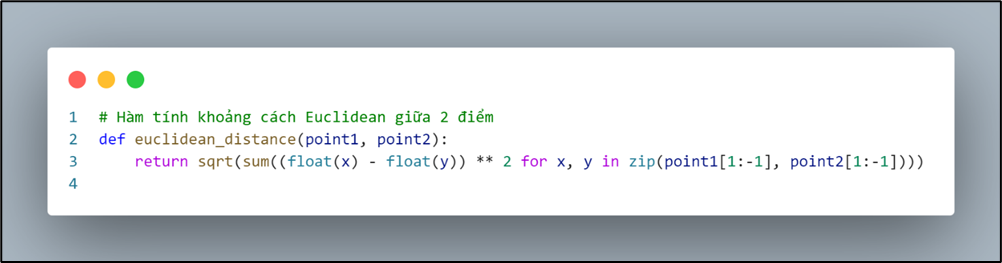 1 # Hàm tính khoảng cách Euclidean giữa 2 điểm
2 def euclidean_distance(point1, point2):
3     return sqrt(sum((float(x) - float(y)) ** 2 for x, y in zip(point1[1:-1], point2[1:-1])))
4